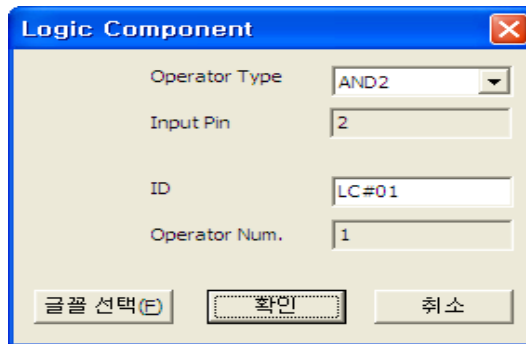 Logic Component
Operator Type AND2
Input Pin 2
ID LC#01
Operator Num. 1
글꼴 선택(F) 확인 취소